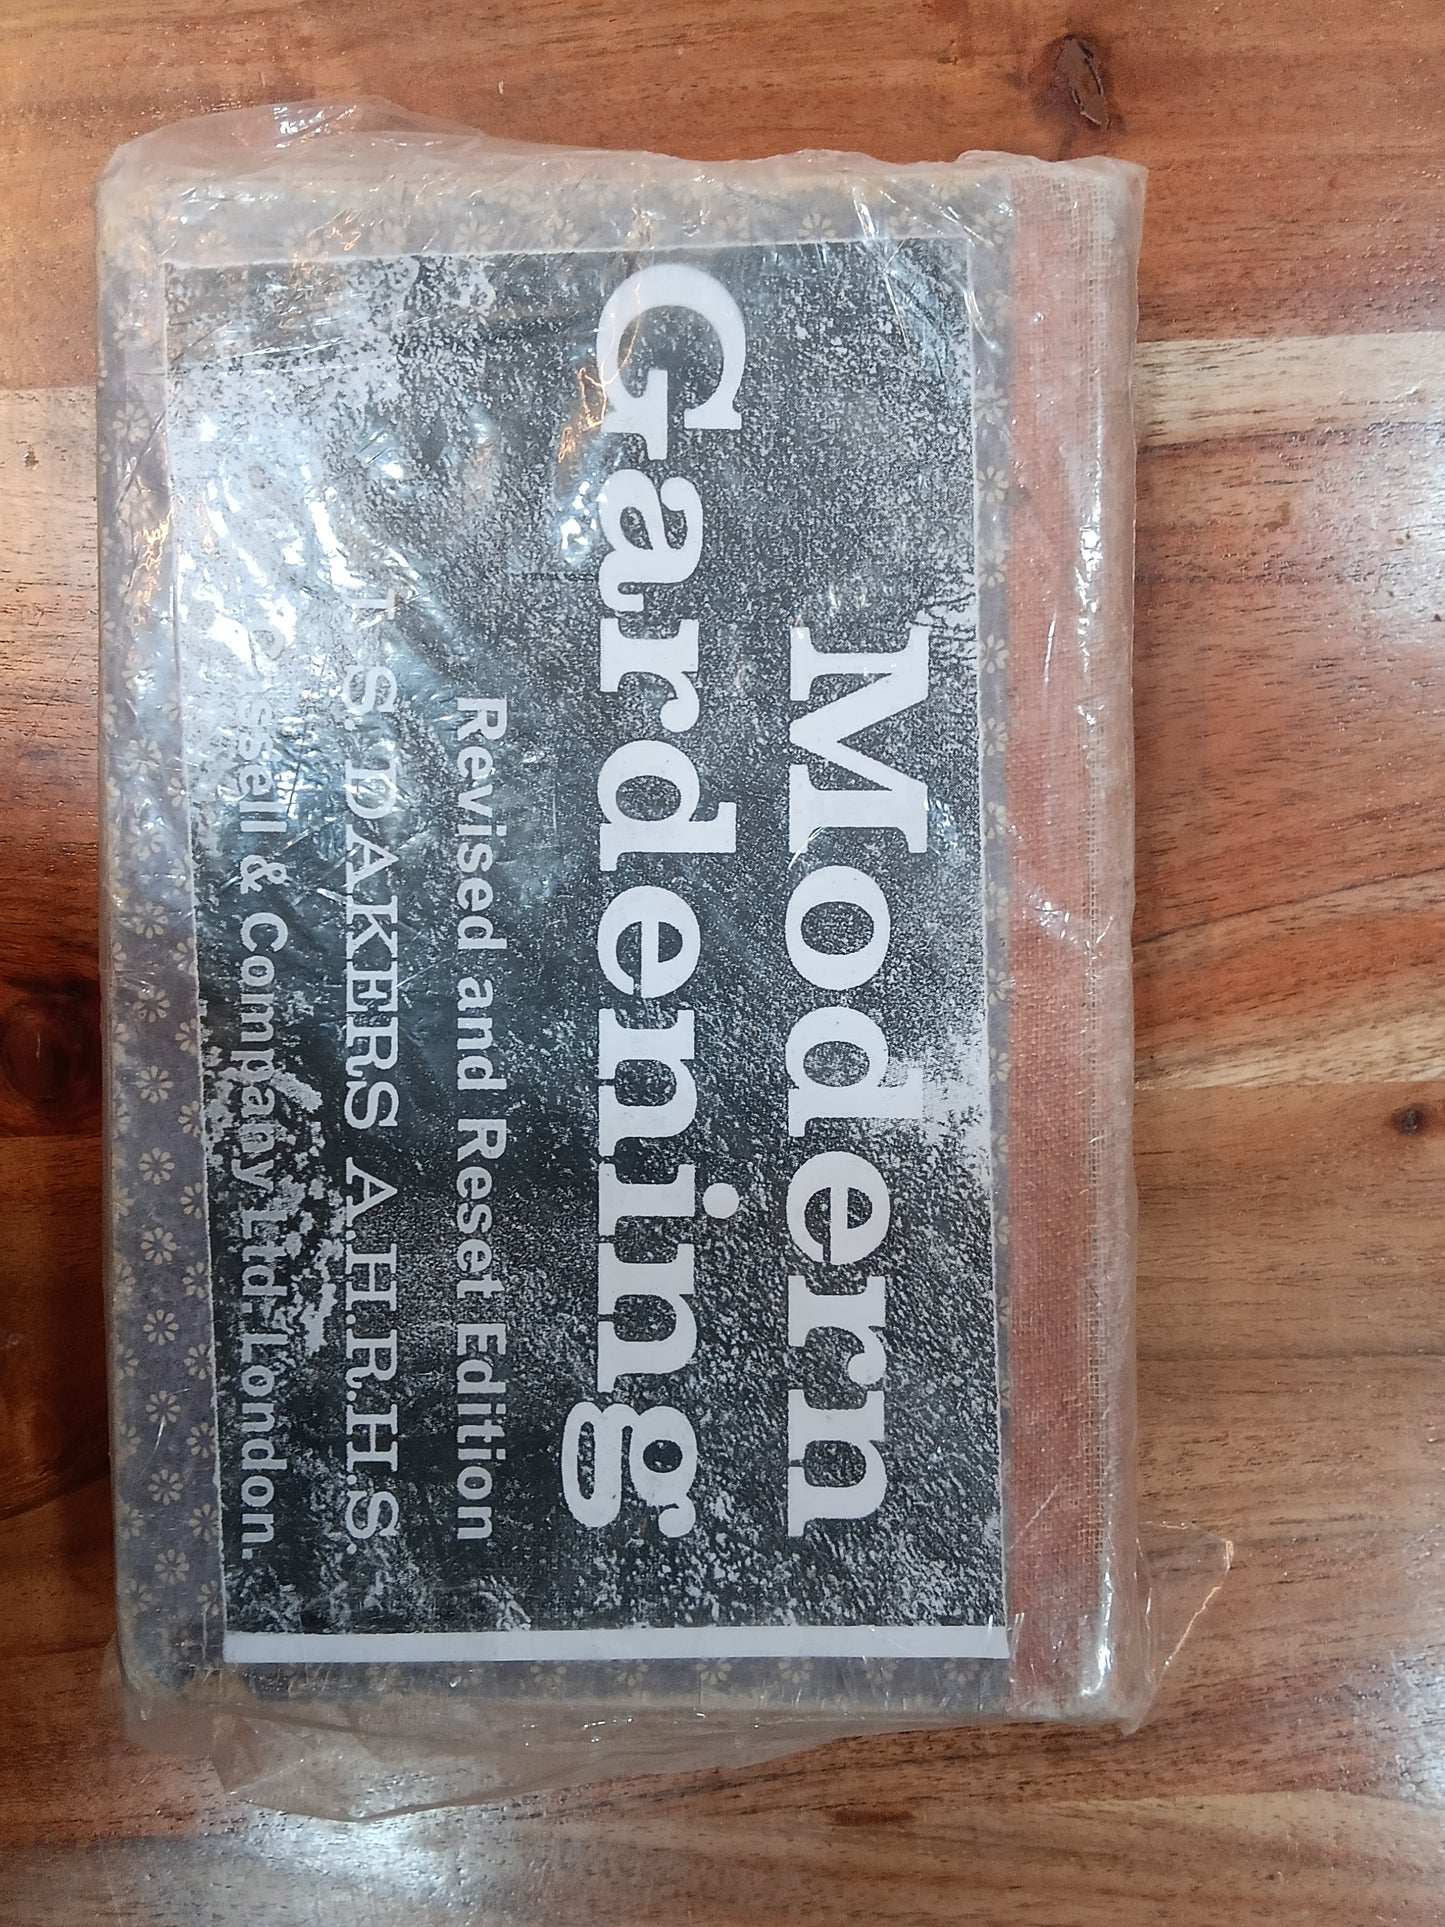 Modern
Gardening
Revised and Reset Edition
J. S. DAKERS A.H.R.H.S.
Cassell & Company Ltd. London.